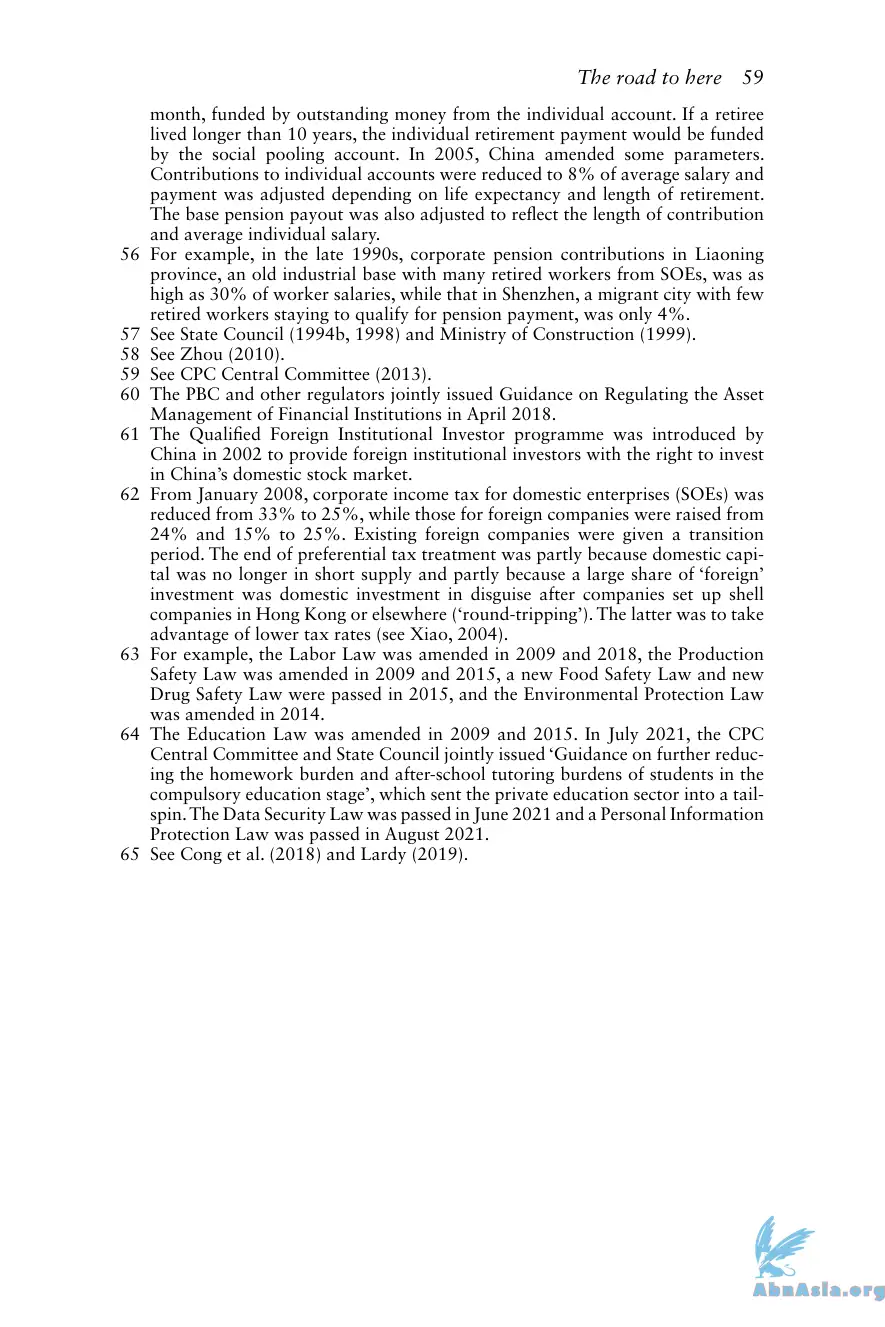 The road to here 59
month, funded by outstanding money from the individual account. If a retiree
lived longer than 10 years, the individual retirement payment would be funded
by the social pooling account. In 2005, China amended some parameters.
Contributions to individual accounts were reduced to 8% of average salary and
payment was adjusted depending on life expectancy and length of retirement.
The base pension payout was also adjusted to reflect the length of contribution
and average individual salary.
56 For example, in the late 1990s, corporate pension contributions in Liaoning
province, an old industrial base with many retired workers from SOEs, was as
high as 30% of worker salaries, while that in Shenzhen, a migrant city with few
retired workers staying to qualify for pension payment, was only 4%.
57 See State Council (1994b, 1998) and Ministry of Construction (1999).
58 See Zhou (2010).
59 See CPC Central Committee (2013).
60 The PBC and other regulators jointly issued Guidance on Regulating the Asset
Management of Financial Institutions in April 2018.
61 The Qualified Foreign Institutional Investor programme was introduced by
China in 2002 to provide foreign institutional investors with the right to invest
in China’s domestic stock market.
62 From January 2008, corporate income tax for domestic enterprises (SOEs) was
reduced from 33% to 25%, while those for foreign companies were raised from
24% and 15% to 25%. Existing foreign companies were given a transition
period. The end of preferential tax treatment was partly because domestic capi-
tal was no longer in short supply and partly because a large share of ‘foreign’
investment was domestic investment in disguise after companies set up shell
companies in Hong Kong or elsewhere (‘round-tripping’). The latter was to take
advantage of lower tax rates (see Xiao, 2004).
63 For example, the Labor Law was amended in 2009 and 2018, the Production
Safety Law was amended in 2009 and 2015, a new Food Safety Law and new
Drug Safety Law were passed in 2015, and the Environmental Protection Law
was amended in 2014.
64 The Education Law was amended in 2009 and 2015. In July 2021, the CPC
Central Committee and State Council jointly issued ‘Guidance on further reduc-
ing the homework burden and after-school tutoring burdens of students in the
compulsory education stage’, which sent the private education sector into a tail-
spin. The Data Security Law was passed in June 2021 and a Personal Information
Protection Law was passed in August 2021.
65 See Cong et al. (2018) and Lardy (2019).
AbnAsia.org